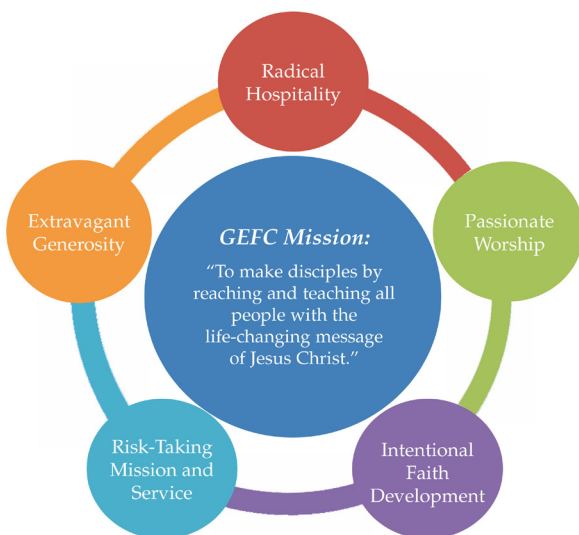 Radical
Hospitality
Passionate
Worship
Intentional
Faith
Development
Risk-Taking
Mission and
Service
Extravagant
Generosity
GEFC Mission:
“To make disciples by
reaching and teaching all
people with the
life-changing message
of Jesus Christ.”